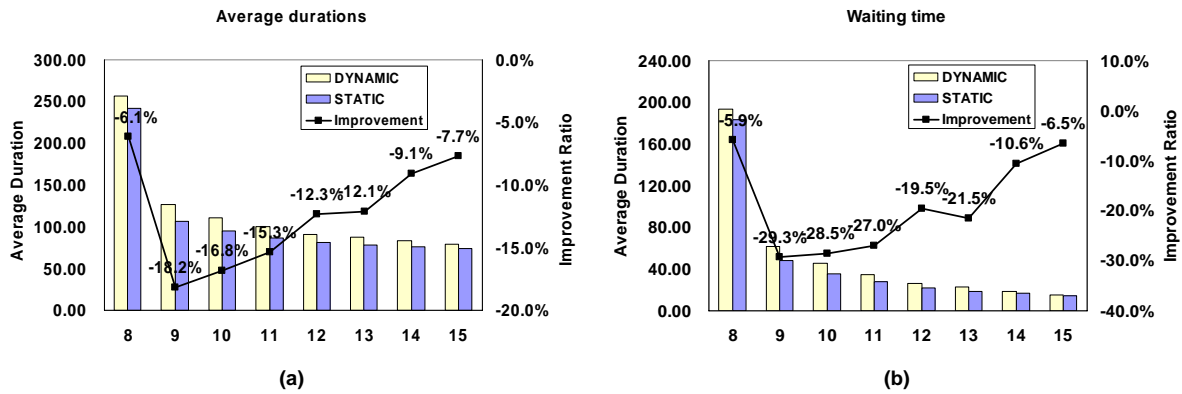 Average durations
300.00
250.00
200.00
150.00
100.00
50.00
0.00
Average Duration
0.0%
-5.0%
-10.0%
-15.0%
-20.0%
Improvement Ratio
DYNAMIC
STATIC
Improvement
-6.1%
-18.2%
-16.8%
-15.3%
-12.3%
-12.1%
-9.1%
-7.7%
8 9 10 11 12 13 14 15
(a)
Waiting time
240.00
200.00
160.00
120.00
80.00
40.00
0.00
Average Duration
10.0%
0.0%
-10.0%
-20.0%
-30.0%
-40.0%
Improvement Ratio
DYNAMIC
STATIC
Improvement
-5.9%
-29.3%
-28.5%
-27.0%
-19.5%
-21.5%
-10.6%
-6.5%
8 9 10 11 12 13 14 15
(b)